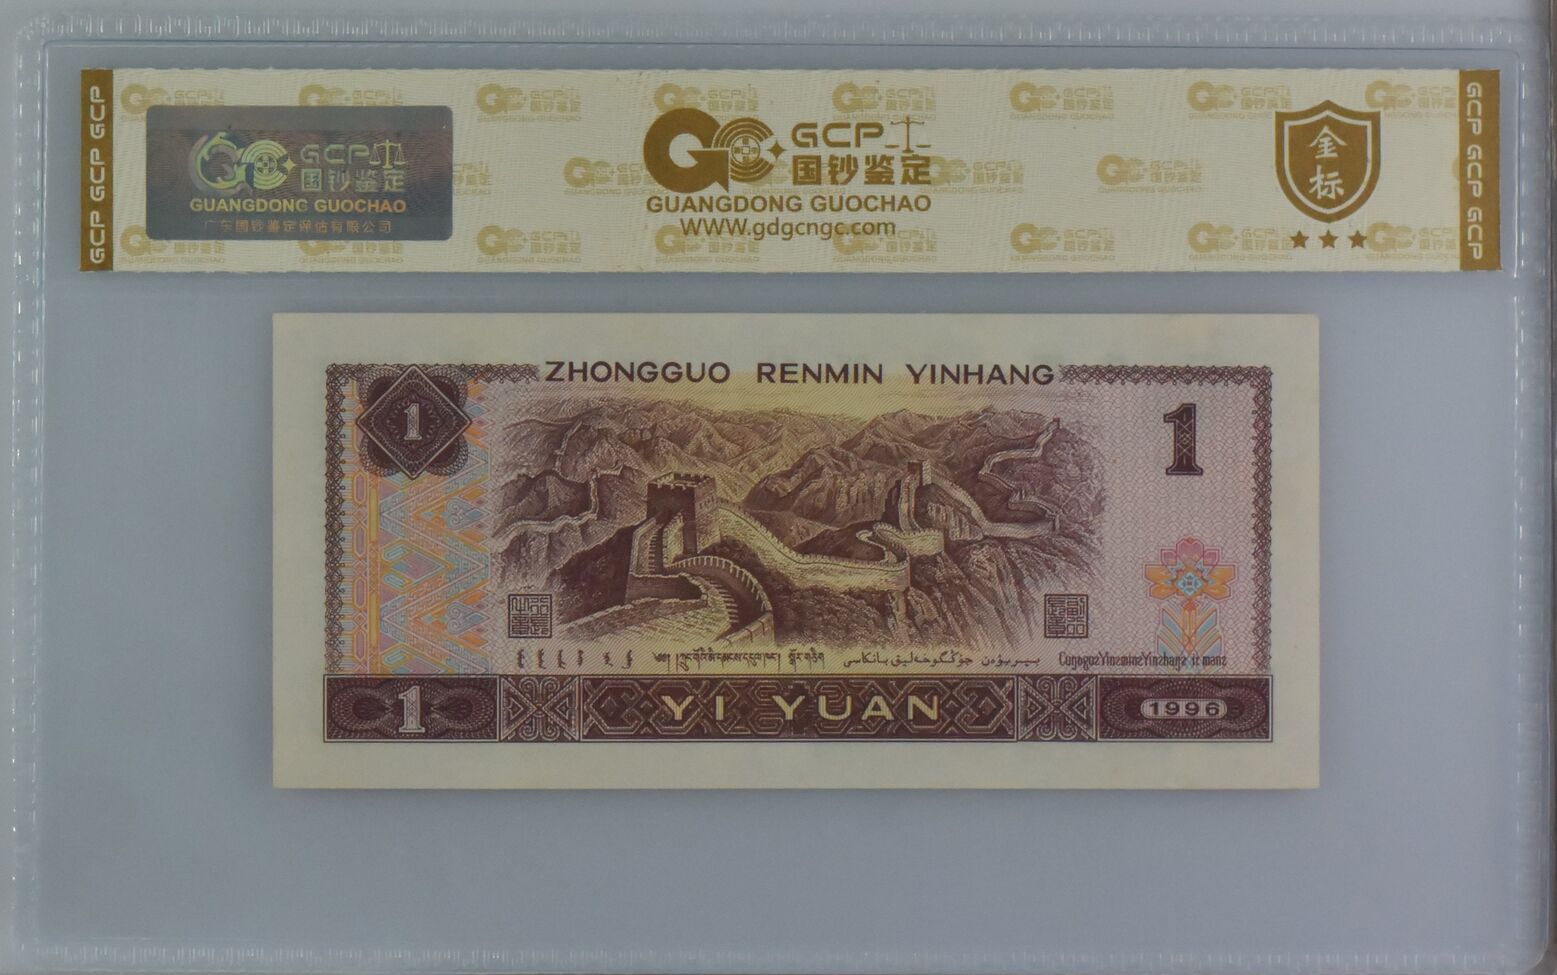 GCP GCP GCP
GCP
国钞鉴定
GUANGDONG GUOCHAO
广东国钞鉴定评估有限公司
GCP
国钞鉴定
GUANGDONG GUOCHAO
WWW.gdgcngc.com
金标
GCP GCP GCP
ZHONGGUO RENMIN YINHANG
1
1
YI YUAN
1
1996